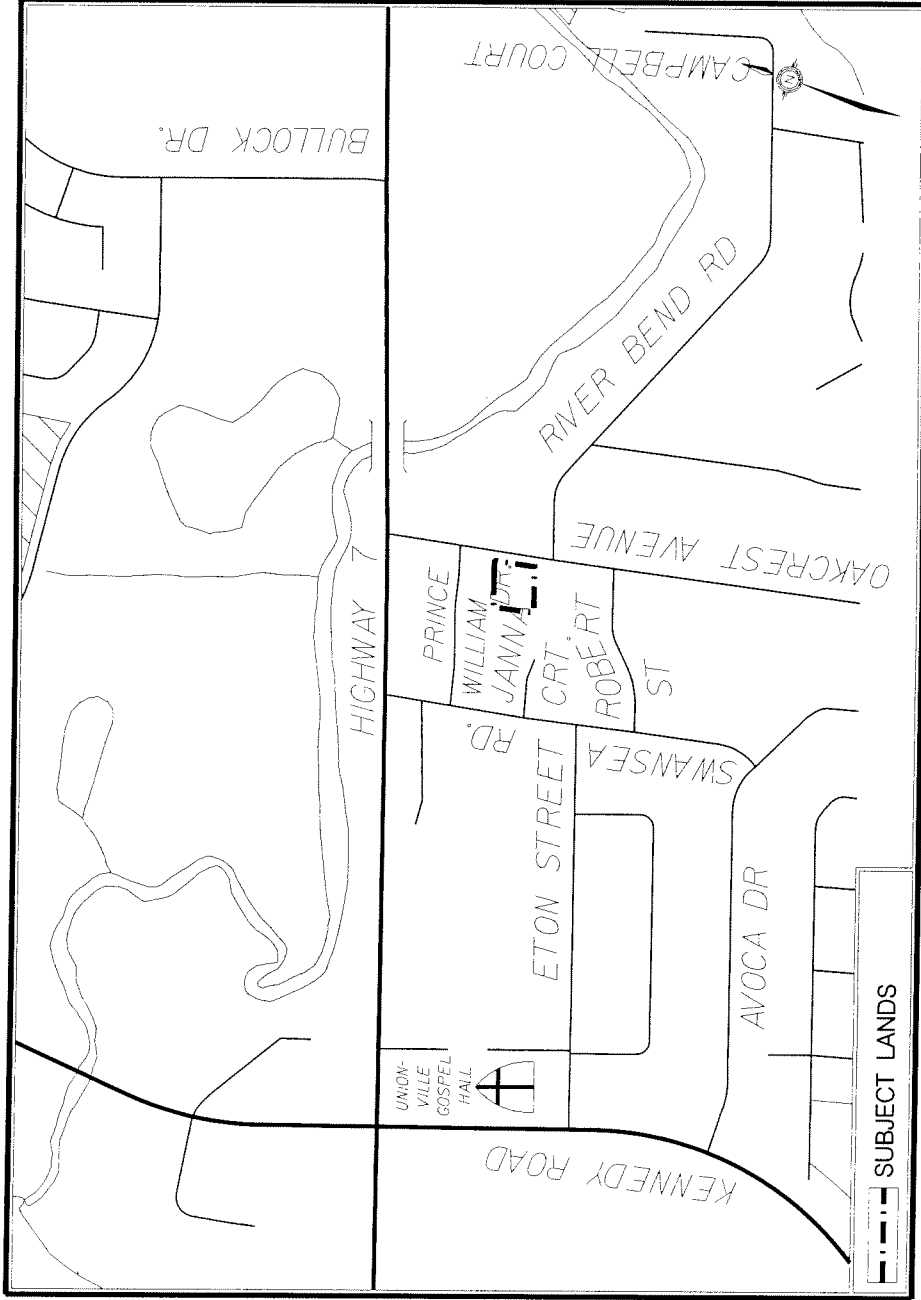 CAMPBELL COURT
N
BULLOCK DR.
RIVER BEND RD
HIGHWAY 7
OAKCREST AVENUE
PRINCE
WILLIAM
JANNA DR.
CRT.
ROBERT
ST
SWANSEA
RD.
ETON STREET
AVOCA DR
UNION-
VILLE
GOSPEL
HALL
KENNEDY ROAD
SUBJECT LANDS